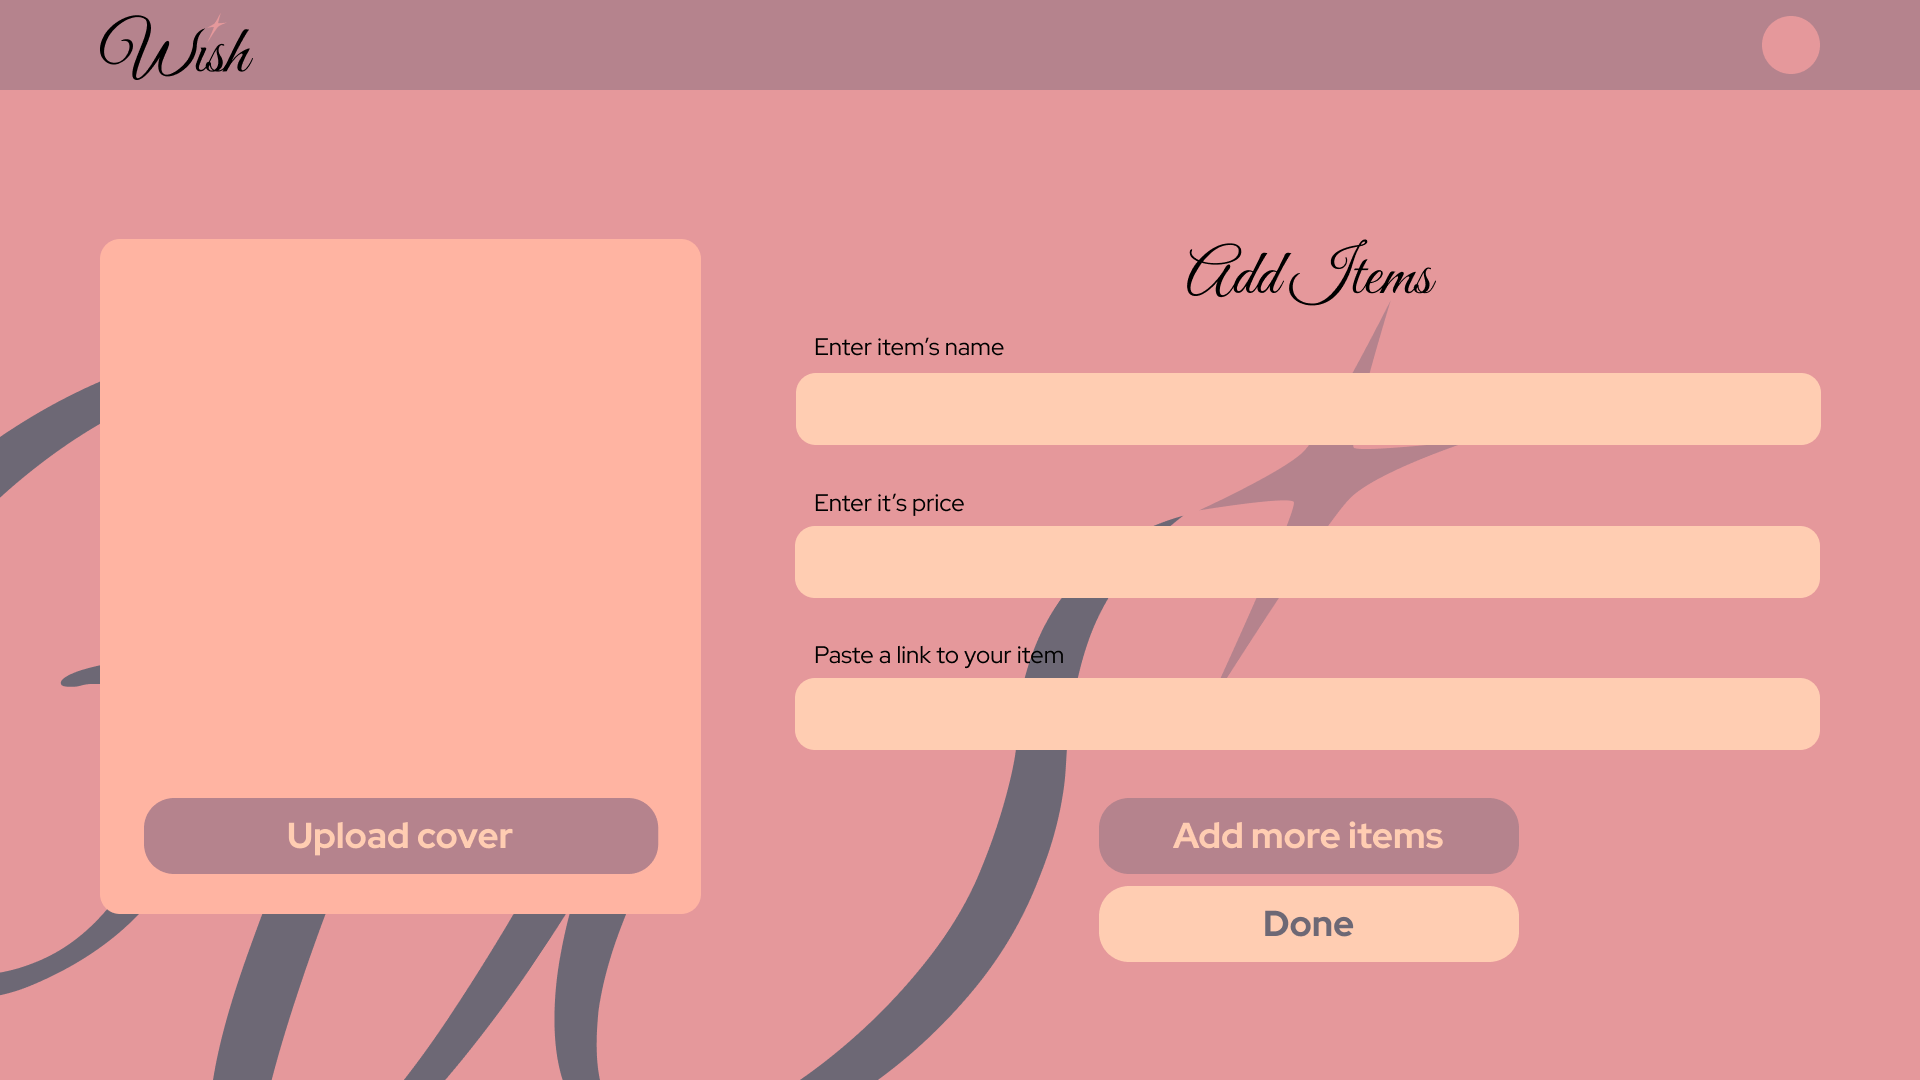 Wish
Add Items
Enter item’s name
Enter it’s price
Paste a link to your item
Upload cover
Add more items
Done